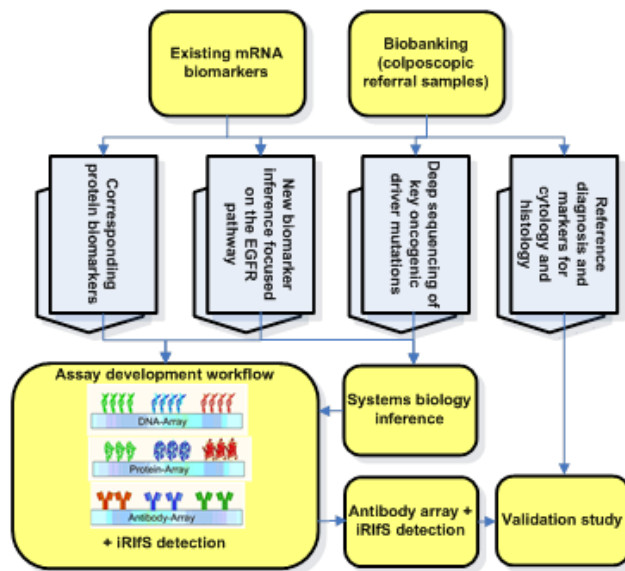 Existing mRNA
biomarkers
Biobanking
(colposcopic
referral samples)
Corresponding
protein biomarkers
New biomarker
inference focused
on the EGFR
pathway
Deep sequencing of
key oncogenic
driver mutations
Reference
diagnosis and
markers for
cytology and
histology
Assay development workflow
DNA-Array
Protein-Array
Antibody-Array
+ iRIfS detection
Systems biology
inference
Antibody array +
iRIfS detection
Validation study